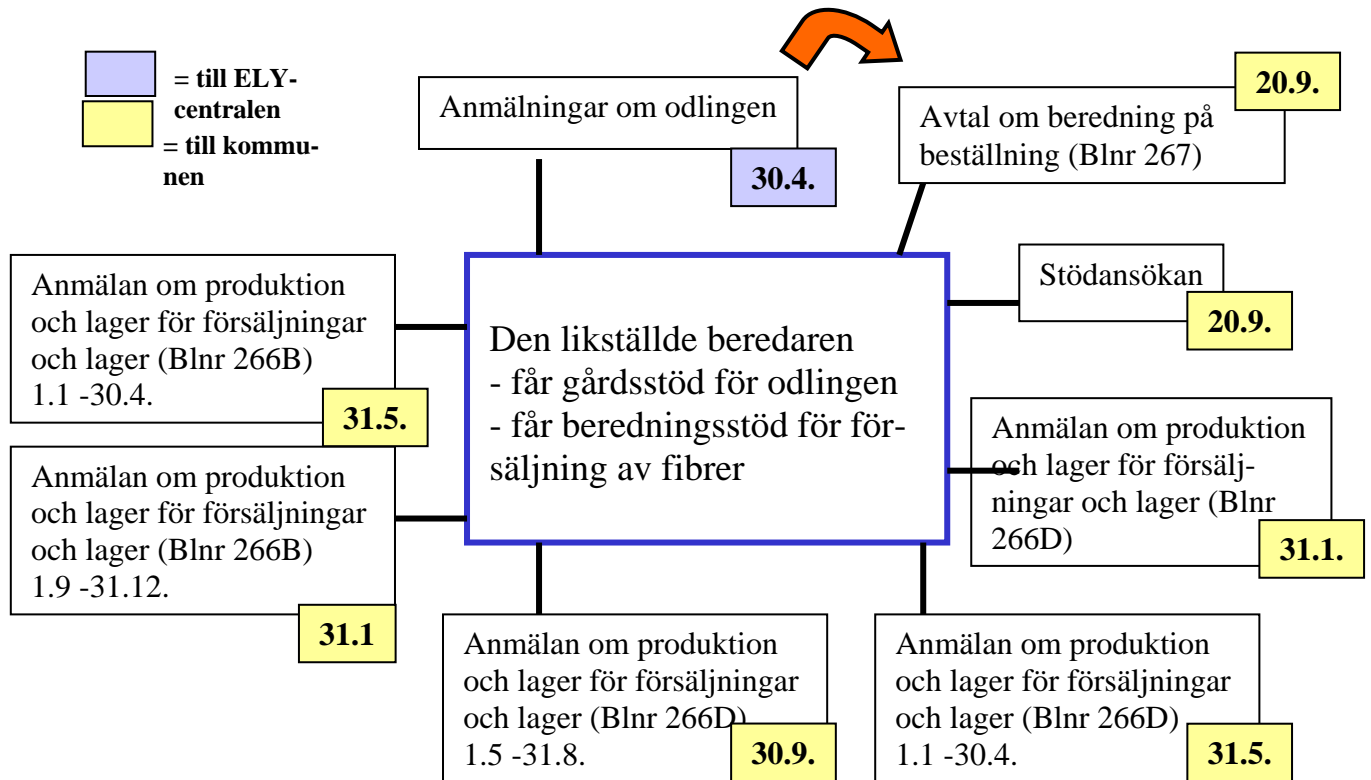 = till ELY-
centralen
= till kommu-
nen
Anmälningar om odlingen
30.4.
20.9.
Avtal om beredning på
beställning (Blnr 267)
Stödansökan
20.9.
Anmälan om produktion
och lager för försäljningar
och lager (Blnr 266B)
1.1 -30.4.
31.5.
Den likställde beredaren
- får gårdsstöd för odlingen
- får beredningsstöd för för-
säljning av fibrer
Anmälan om produktion
och lager för försälj-
ningar och lager (Blnr
266D)
31.1.
Anmälan om produktion
och lager för försäljningar
och lager (Blnr 266B)
1.9 -31.12.
31.1
Anmälan om produktion
och lager för försäljningar
och lager (Blnr 266D)
1.5 -31.8.
30.9.
Anmälan om produktion
och lager för försäljningar
och lager (Blnr 266D)
1.1 -30.4.
31.5.